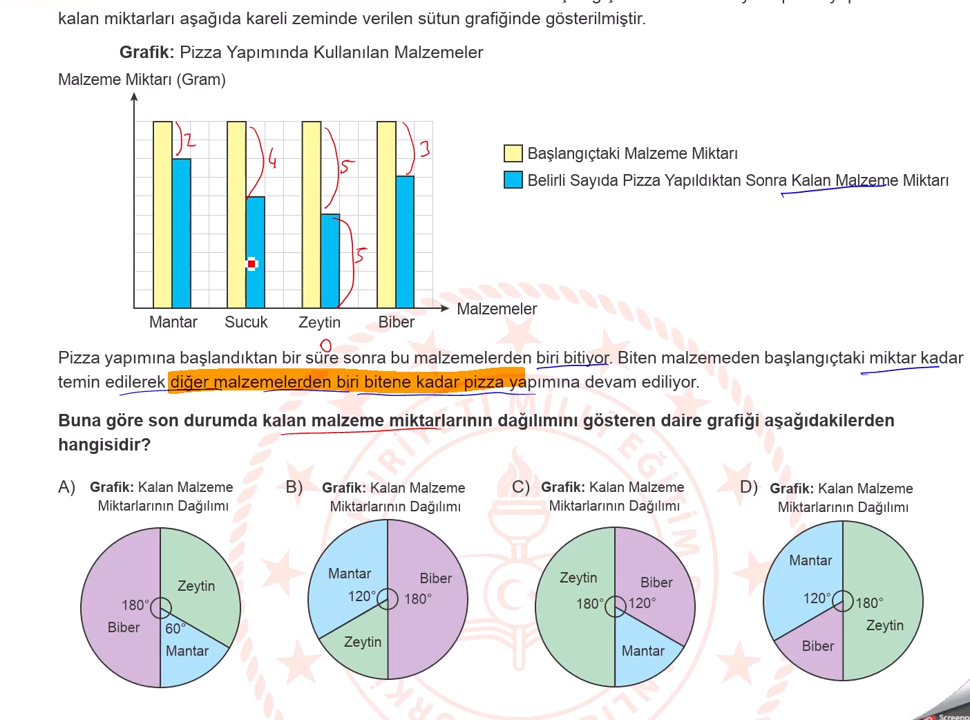 kalan miktarları aşağıda kareli zeminde verilen sütun grafiğinde gösterilmiştir.
Grafik: Pizza Yapımında Kullanılan Malzemeler
Malzeme Miktarı (Gram)
2
4
5
3
5
Başlangıçtaki Malzeme Miktarı
Belirli Sayıda Pizza Yapıldıktan Sonra Kalan Malzeme Miktarı
Mantar Sucuk Zeytin Biber Malzemeler
0
Pizza yapımına başlandıktan bir süre sonra bu malzemelerden biri bitiyor. Biten malzemeden başlangıçtaki miktar kadar
temin edilerek diğer malzemelerden biri bitene kadar pizza yapımına devam ediliyor.
Buna göre son durumda kalan malzeme miktarlarının dağılımını gösteren daire grafiği aşağıdakilerden
hangisidir?
A) Grafik: Kalan Malzeme
Miktarlarının Dağılımı
Zeytin
180°
Biber
60°
Mantar
B) Grafik: Kalan Malzeme
Miktarlarının Dağılımı
Mantar
Biber
120° 180°
Zeytin
C) Grafik: Kalan Malzeme
Miktarlarının Dağılımı
Zeytin
Biber
180° 120°
Mantar
D) Grafik: Kalan Malzeme
Miktarlarının Dağılımı
Mantar
120° 180°
Zeytin
Biber
MİLLÎ EĞİTİM